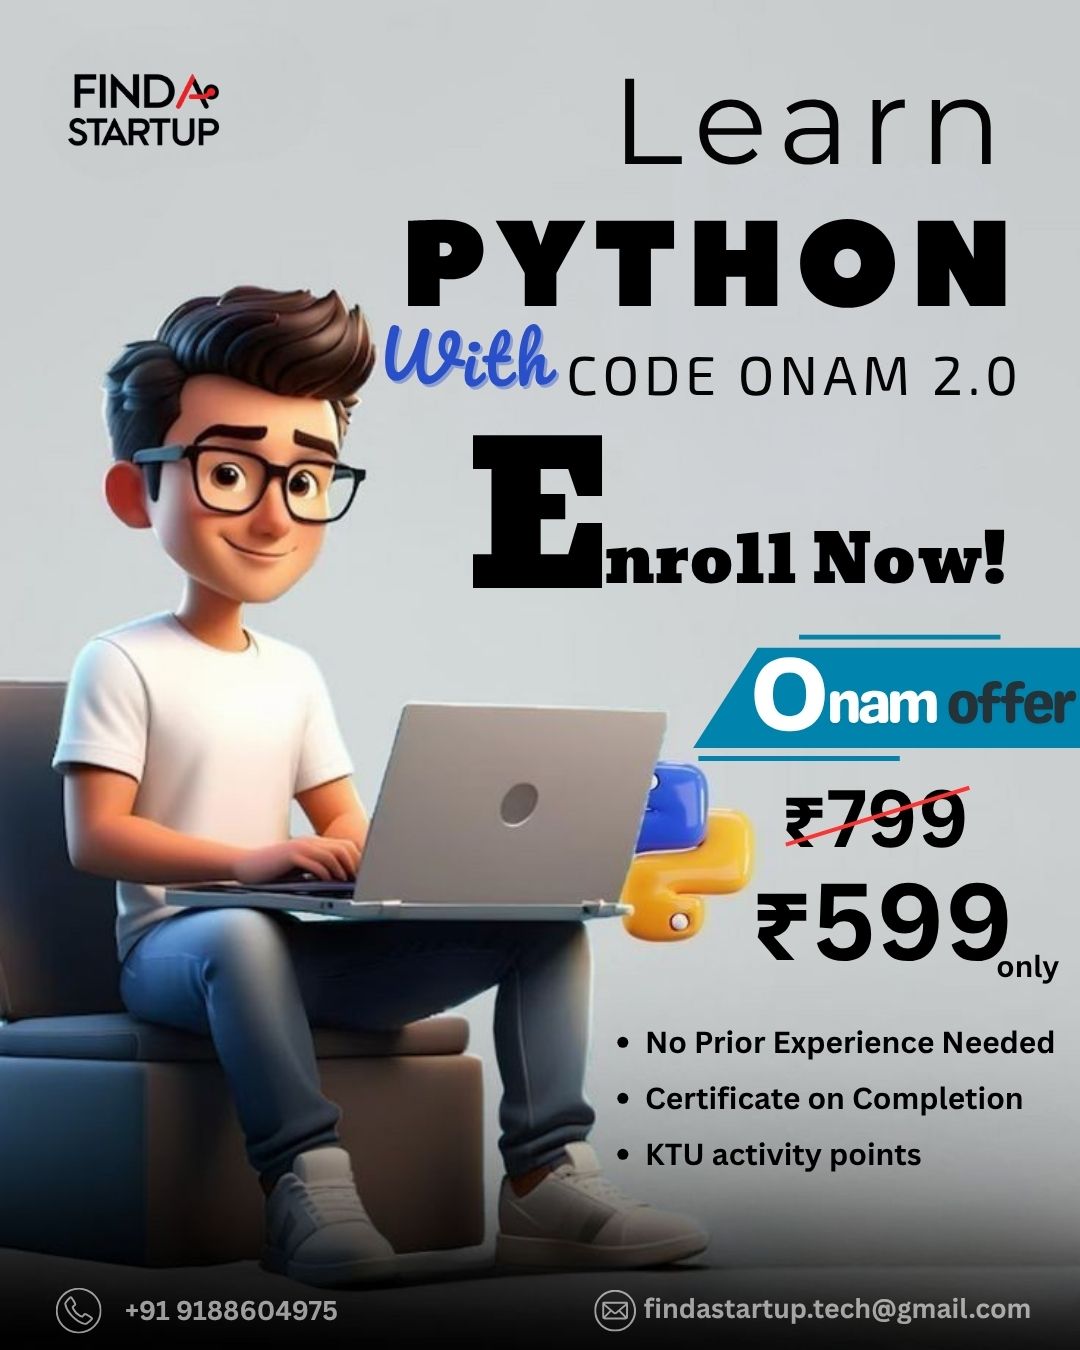 FINDA
STARTUP
Learn
PYTHON
With CODE ONAM 2.0
Enroll Now!
Onam offer
₹799
₹599
only
• No Prior Experience Needed
• Certificate on Completion
• KTU activity points
+91 9188604975
findastartup.tech@gmail.com